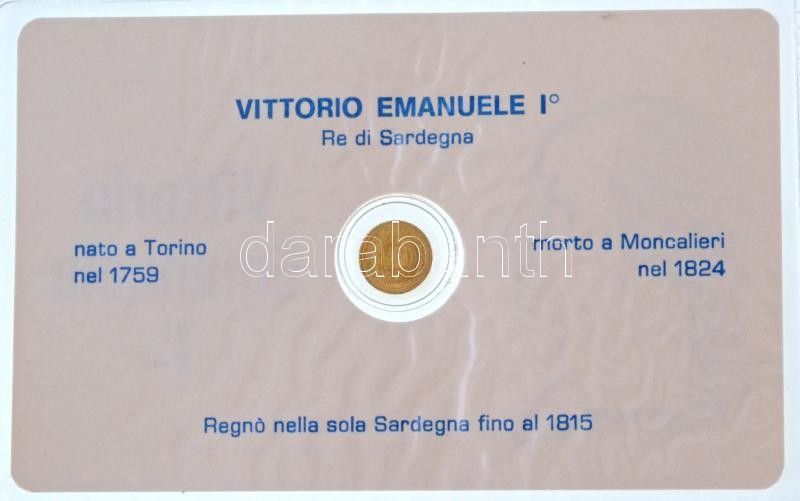 VITTORIO EMANUELE I°
Re di Sardegna
nato a Torino
nel 1759
morto a Moncalieri
nel 1824
darabanth
Regnò nella sola Sardegna fino al 1815